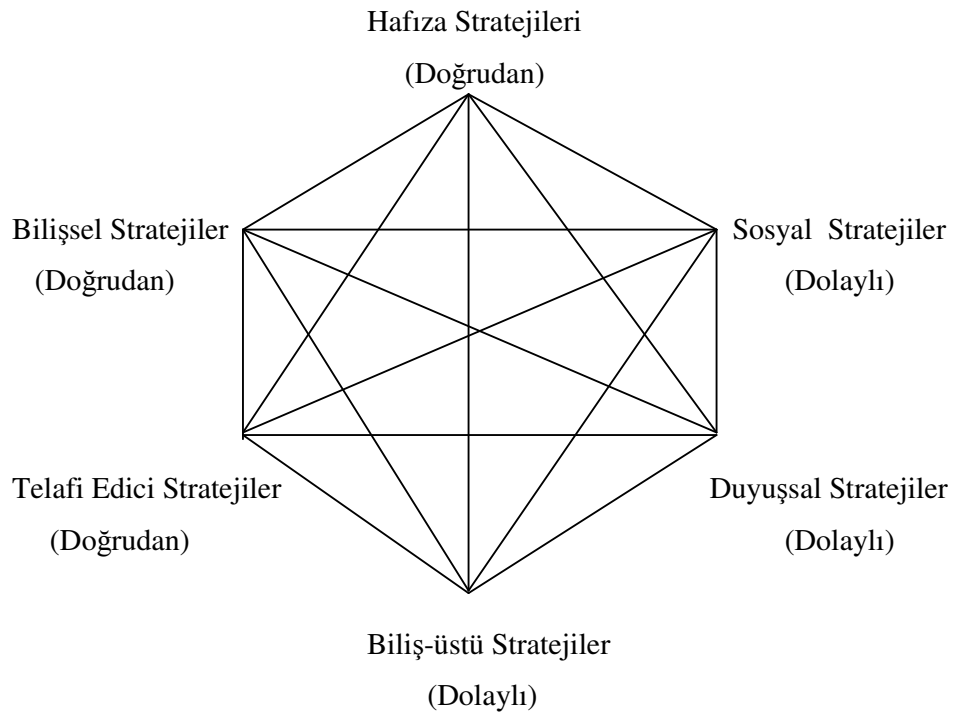 Hafıza Stratejileri
(Doğrudan)
Bilişsel Stratejiler
(Doğrudan)
Sosyal Stratejiler
(Dolaylı)
Telafi Edici Stratejiler
(Doğrudan)
Duyuşsal Stratejiler
(Dolaylı)
Biliş-üstü Stratejiler
(Dolaylı)